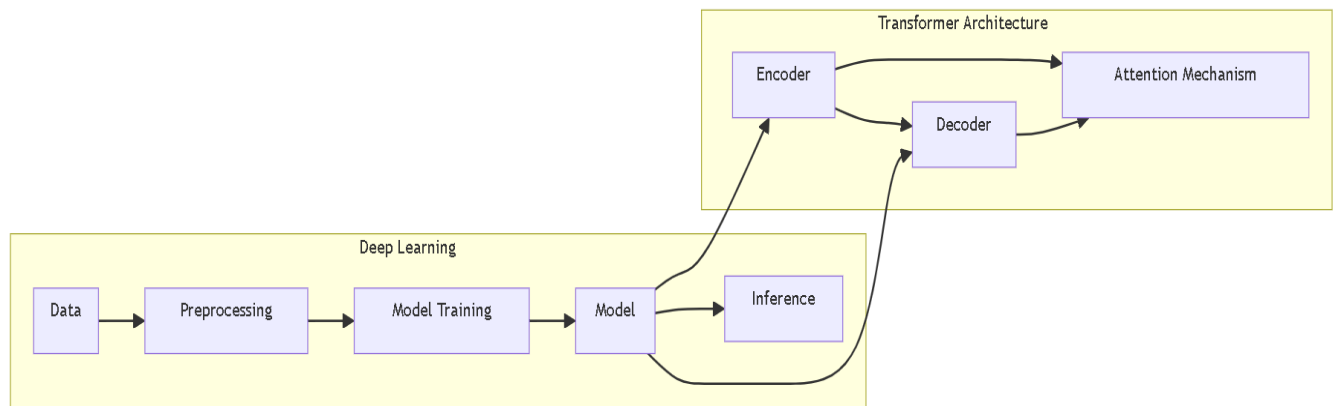 Transformer Architecture
Encoder
Attention Mechanism
Decoder
Deep Learning
Data
Preprocessing
Model Training
Model
Inference